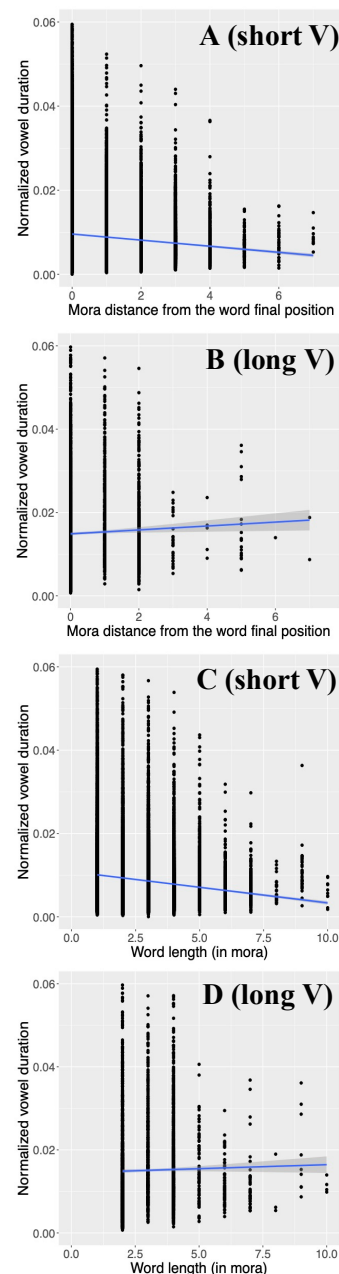 A (short V)
Normalized vowel duration
0.06
0.04
0.02
0.00
0 2 4 6
Mora distance from the word final position
B (long V)
Normalized vowel duration
0.06
0.04
0.02
0.00
0 2 4 6
Mora distance from the word final position
C (short V)
Normalized vowel duration
0.06
0.04
0.02
0.00
0.0 2.5 5.0 7.5 10.0
Word length (in mora)
D (long V)
Normalized vowel duration
0.06
0.04
0.02
0.00
0.0 2.5 5.0 7.5 10.0
Word length (in mora)